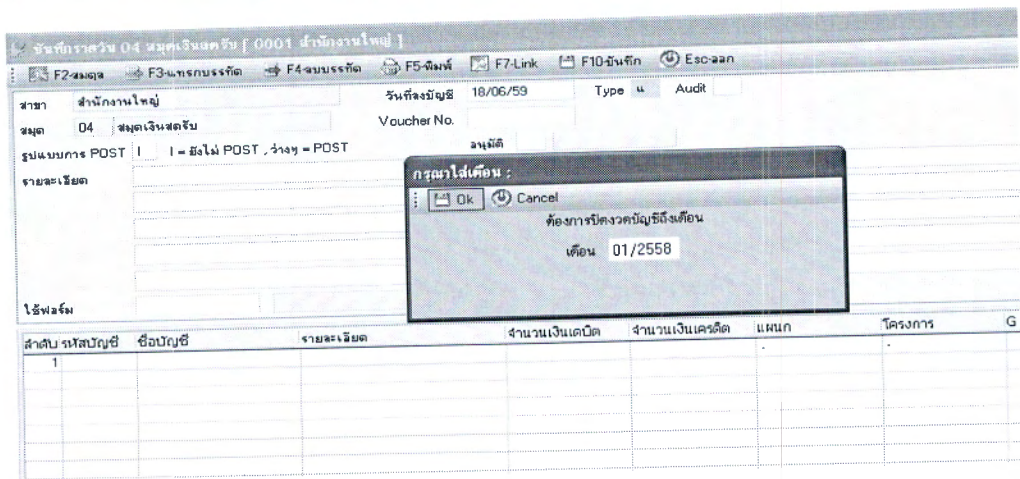 บันทึกรายวัน 04 สมุดเงินสดรับ [ 0001 สำนักงานใหญ่ ]
F2-สมดุล F3-แทรกบรรทัด F4-ลบบรรทัด F5-พิมพ์ F7-Link F10-บันทึก Esc-ออก
สาขา สำนักงานใหญ่ วันที่ลงบัญชี 18/06/59 Type น Audit
สมุด 04 สมุดเงินสดรับ Voucher No.
รูปแบบการ POST I I = ยังไม่ POST , ว่างๆ = POST อนุมัติ
รายละเอียด
กรุณาใส่เดือน :
Ok Cancel
ต้องการปิดงวดบัญชีถึงเดือน
เดือน 01/2558
ใช้ฟอร์ม
ลำดับ รหัสบัญชี ชื่อบัญชี รายละเอียด จำนวนเงินเดบิต จำนวนเงินเครดิต แผนก โครงการ G
1